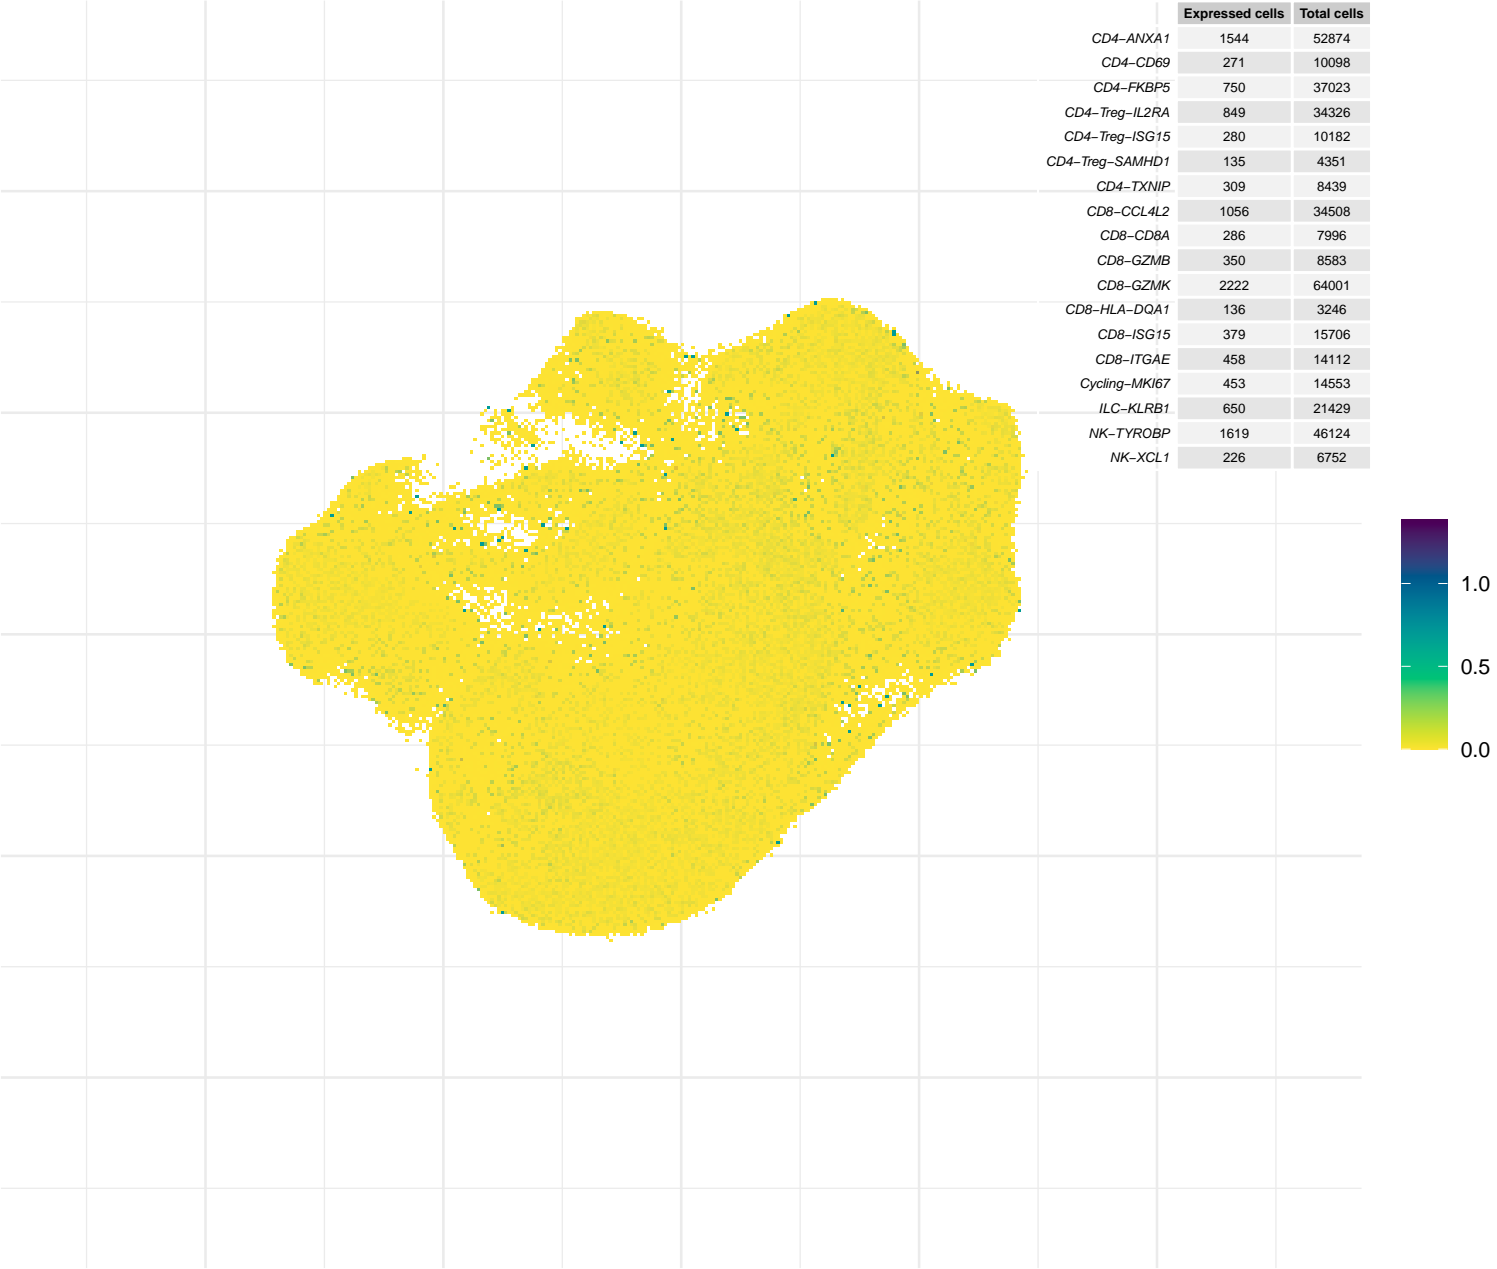 Expressed cells Total cells
CD4−ANXA1 1544 52874
CD4−CD69 271 10098
CD4−FKBP5 750 37023
CD4−Treg−IL2RA 849 34326
CD4−Treg−ISG15 280 10182
CD4−Treg−SAMHD1 135 4351
CD4−TXNIP 309 8439
CD8−CCL4L2 1056 34508
CD8−CD8A 286 7996
CD8−GZMB 350 8583
CD8−GZMK 2222 64001
CD8−HLA−DQA1 136 3246
CD8−ISG15 379 15706
CD8−ITGAE 458 14112
Cycling−MKI67 453 14553
ILC−KLRB1 650 21429
NK−TYROBP 1619 46124
NK−XCL1 226 6752
1.0
0.5
0.0